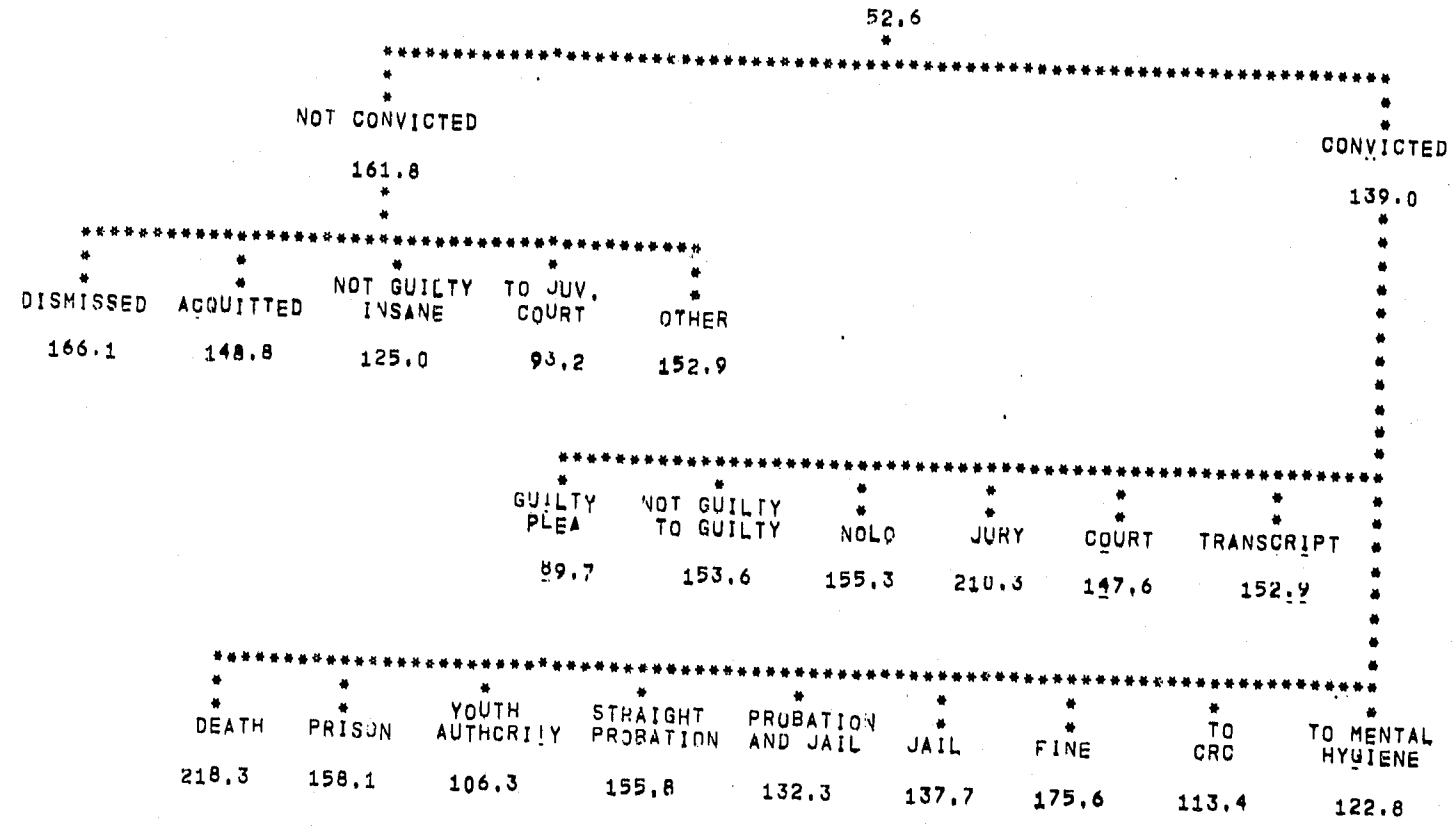 52.6
NOT CONVICTED
CONVICTED
161.8
139.0
DISMISSED ACQUITTED NOT GUILTY TO JUV. OTHER
INSANE COURT
166.1 148.8 125.0 93.2 152.9
GUILTY NOT GUILTY NOLO JURY COURT TRANSCRIPT
PLEA TO GUILTY
89.7 153.6 155.3 210.3 147.6 152.9
DEATH PRISON YOUTH STRAIGHT PROBATION JAIL FINE TO TO MENTAL
AUTHORITY PROBATION AND JAIL CRC HYGIENE
218.3 158.1 106.3 155.8 132.3 137.7 175.6 113.4 122.8